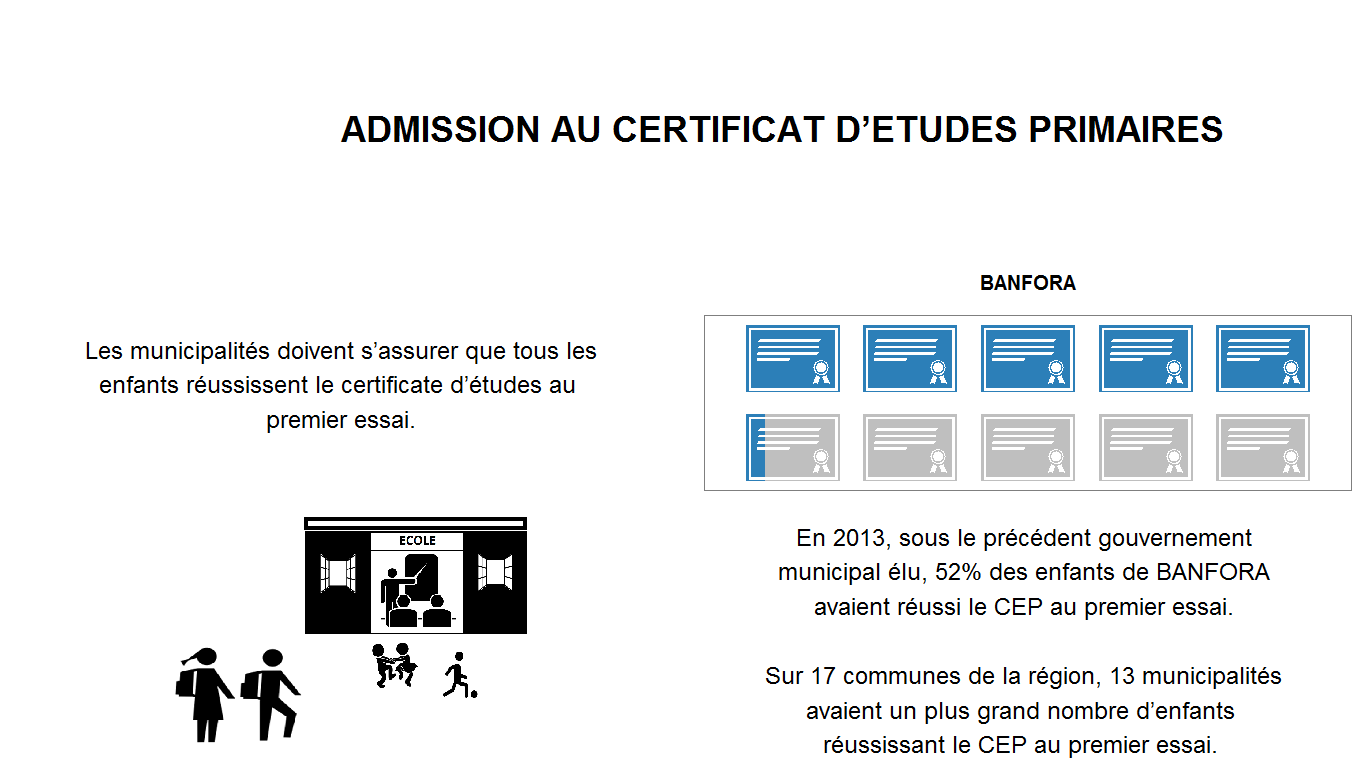 ADMISSION AU CERTIFICAT D’ETUDES PRIMAIRES
Les municipalités doivent s’assurer que tous les
enfants réussissent le certificate d’études au
premier essai.
ECOLE
BANFORA
En 2013, sous le précédent gouvernement
municipal élu, 52% des enfants de BANFORA
avaient réussi le CEP au premier essai.
Sur 17 communes de la région, 13 municipalités
avaient un plus grand nombre d’enfants
réussissant le CEP au premier essai.